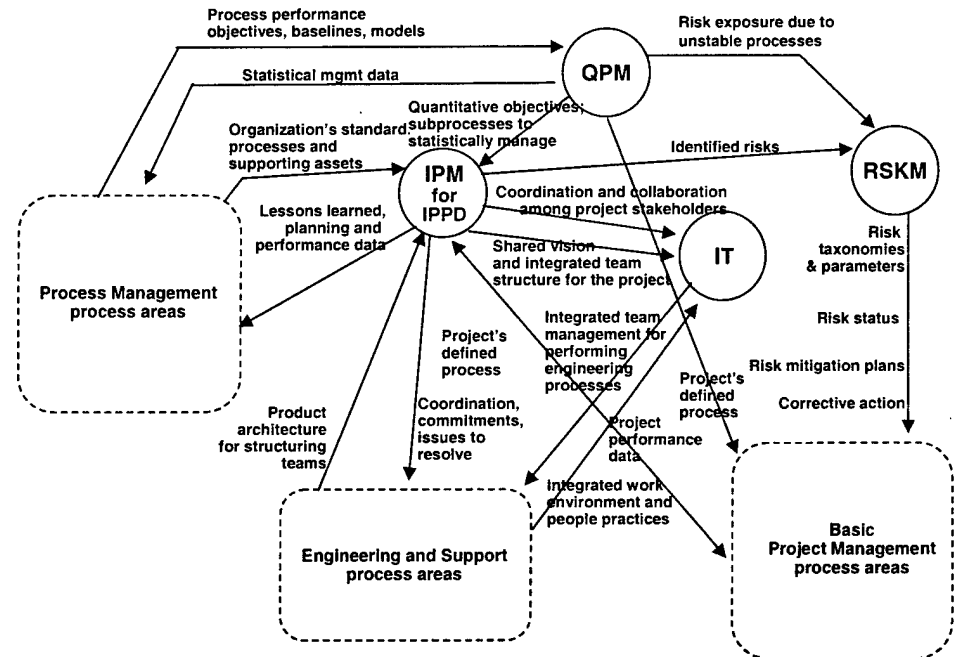 Process performance
objectives, baselines, models
Risk exposure due to
unstable processes
QPM
Statistical mgmt data
Quantitative objectives;
subprocesses to
statistically manage
Organization's standard
processes and
supporting assets
Identified risks
RSKM
IPM
for
IPPD
Coordination and collaboration
among project stakeholders
Lessons learned,
planning and
performance data
Shared vision
and integrated team
structure for the project
IT
Risk
taxonomies
& parameters
Process Management
process areas
Risk status
Integrated team
management for
performing
engineering
processes
Project's
defined
process
Risk mitigation plans
Project's
defined
process
Corrective action
Product
architecture
for structuring
teams
Coordination,
commitments,
issues to
resolve
Project
performance
data
Integrated work
environment and
people practices
Engineering and Support
process areas
Basic
Project Management
process areas